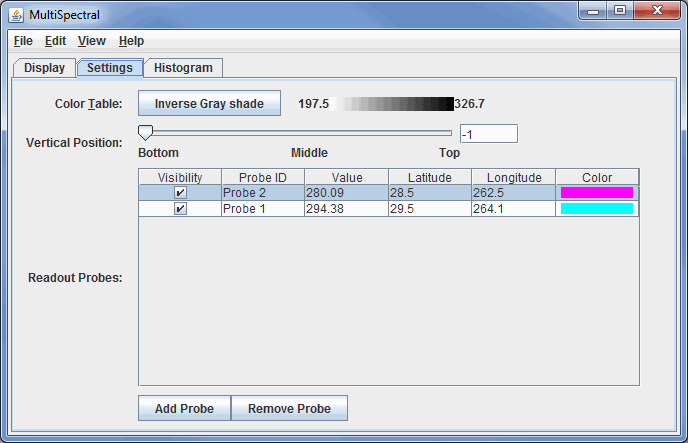 MultiSpectral
File Edit View Help
Display Settings Histogram
Color Table: Inverse Gray shade 197.5 326.7
Vertical Position: -1
Bottom Middle Top
Visibility Probe ID Value Latitude Longitude Color
Probe 2 280.09 28.5 262.5
Probe 1 294.38 29.5 264.1
Readout Probes:
Add Probe Remove Probe